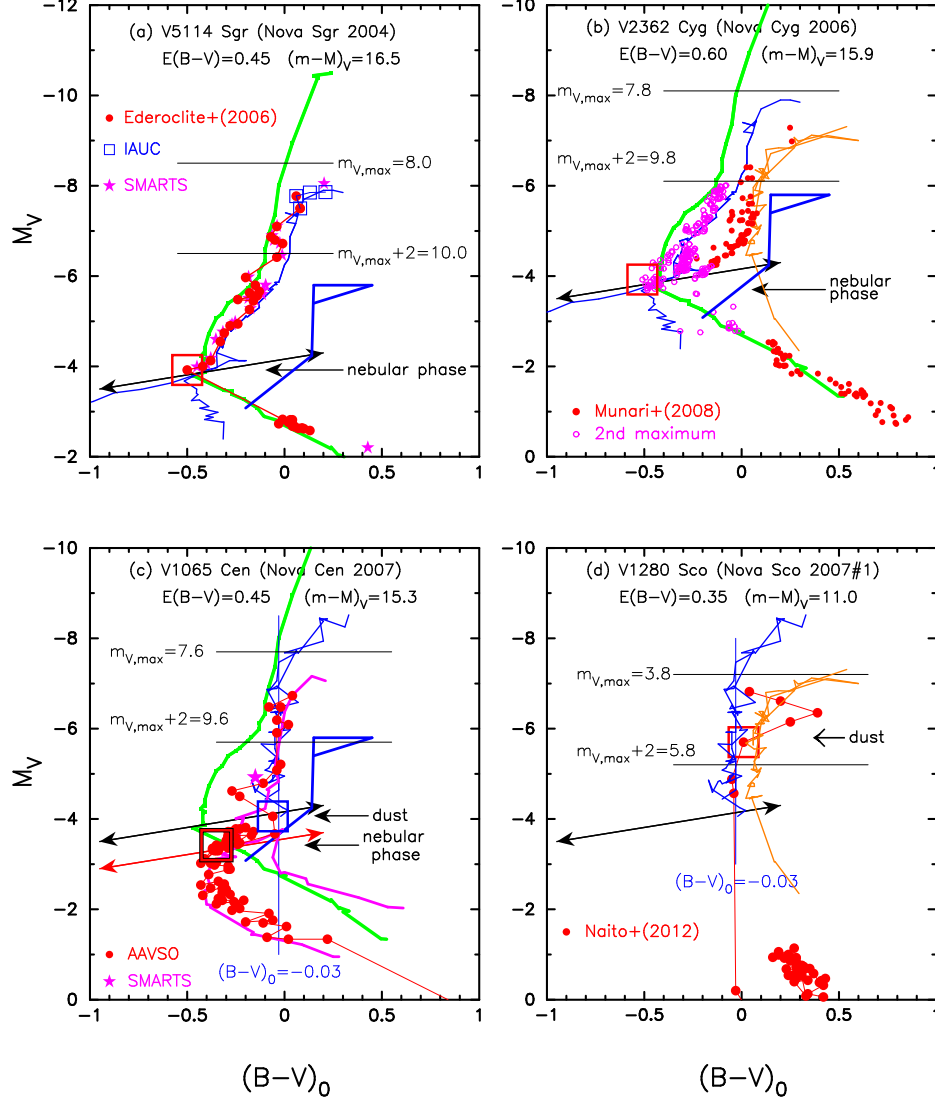 (a) V5114 Sgr (Nova Sgr 2004)
E(B−V)=0.45 (m−M)V=16.5
Ederoclite+(2006)
IAUC
SMARTS
mV,max=8.0
mV,max+2=10.0
nebular phase
MV
−12
−10
−8
−6
−4
−2
−1
−0.5
0
0.5
(b) V2362 Cyg (Nova Cyg 2006)
E(B−V)=0.60 (m−M)V=15.9
mV,max=7.8
mV,max+2=9.8
nebular
phase
Munari+(2008)
2nd maximum
−10
−8
−6
−4
−2
0
−1
−0.5
0
0.5
1
(c) V1065 Cen (Nova Cen 2007)
E(B−V)=0.45 (m−M)V=15.3
mV,max=7.6
mV,max+2=9.6
dust
nebular
phase
AAVSO
SMARTS
(B−V)0=−0.03
MV
−10
−8
−6
−4
−2
0
−1
−0.5
0
0.5
(B−V)0
(d) V1280 Sco (Nova Sco 2007#1)
E(B−V)=0.35 (m−M)V=11.0
mV,max=3.8
dust
mV,max+2=5.8
(B−V)0=−0.03
Naito+(2012)
−10
−8
−6
−4
−2
0
−1
−0.5
0
0.5
1
(B−V)0